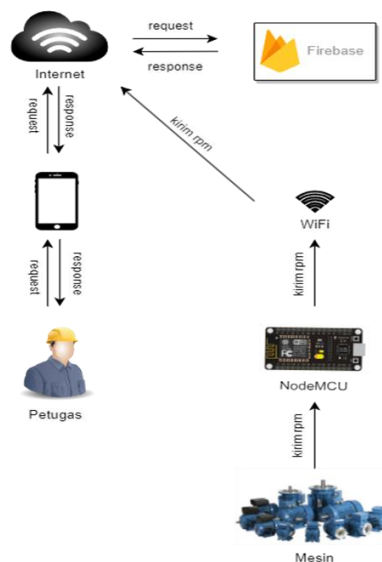 request
response
Firebase
Internet
request
response
kirim rpm
WiFi
request
response
kirim rpm
Petugas
NodeMCU
kirim rpm
Mesin